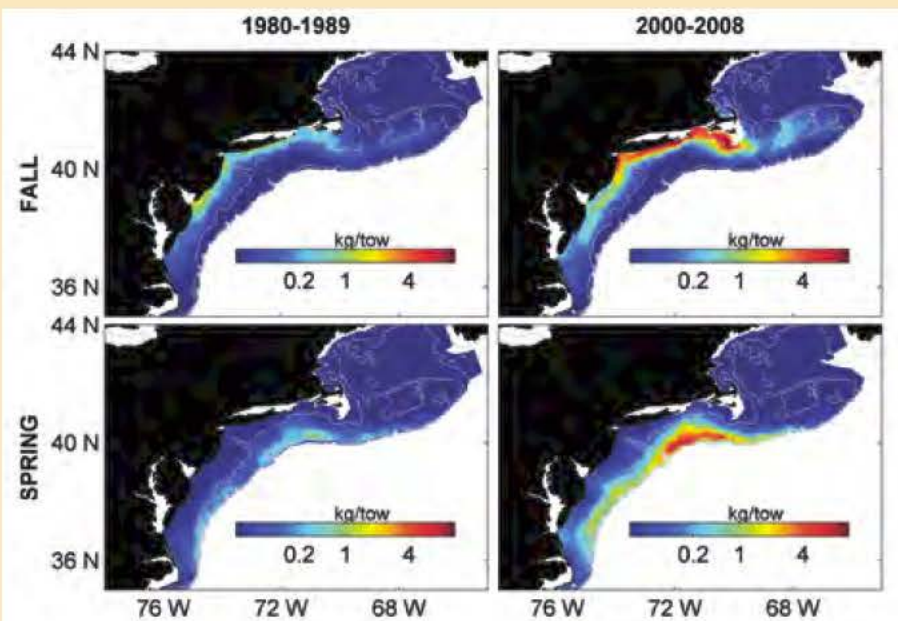 1980-1989 2000-2008
44 N
40 N
36 N
FALL
kg/tow
0.2 1 4
kg/tow
0.2 1 4
44 N
40 N
36 N
SPRING
kg/tow
0.2 1 4
kg/tow
0.2 1 4
76 W 72 W 68 W 76 W 72 W 68 W